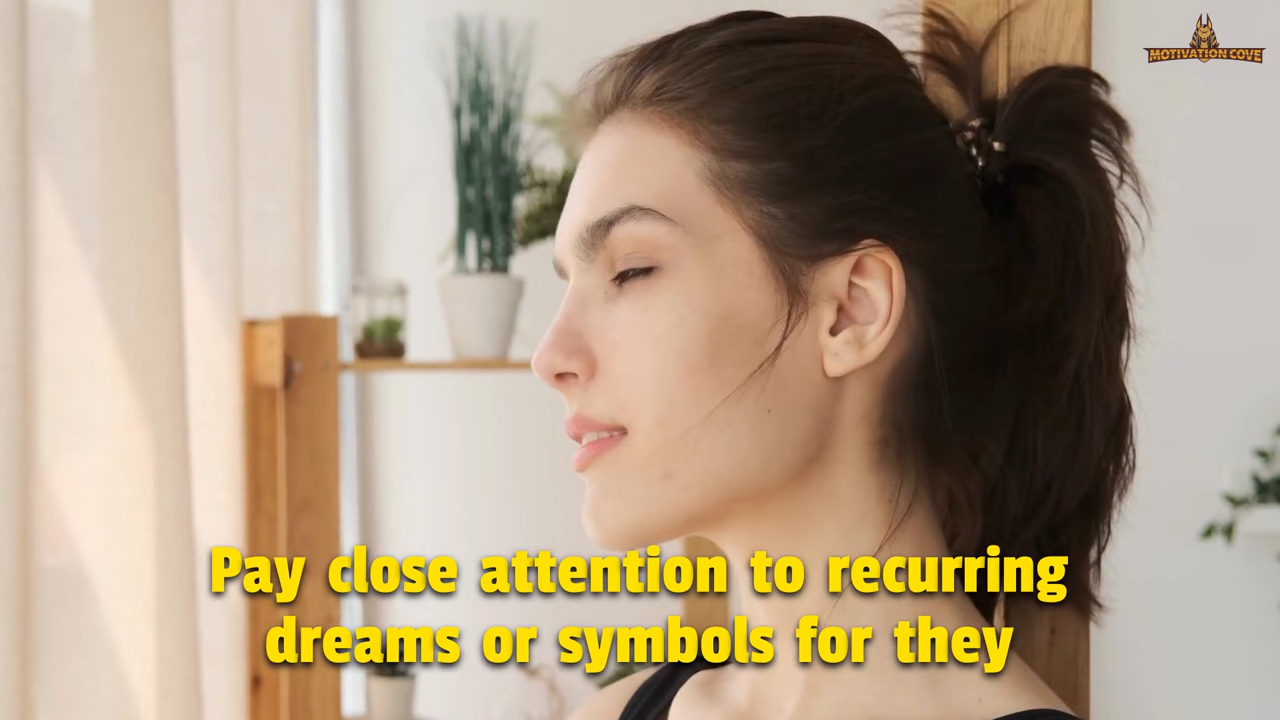 MOTIVATION COVE
Pay close attention to recurring
dreams or symbols for they